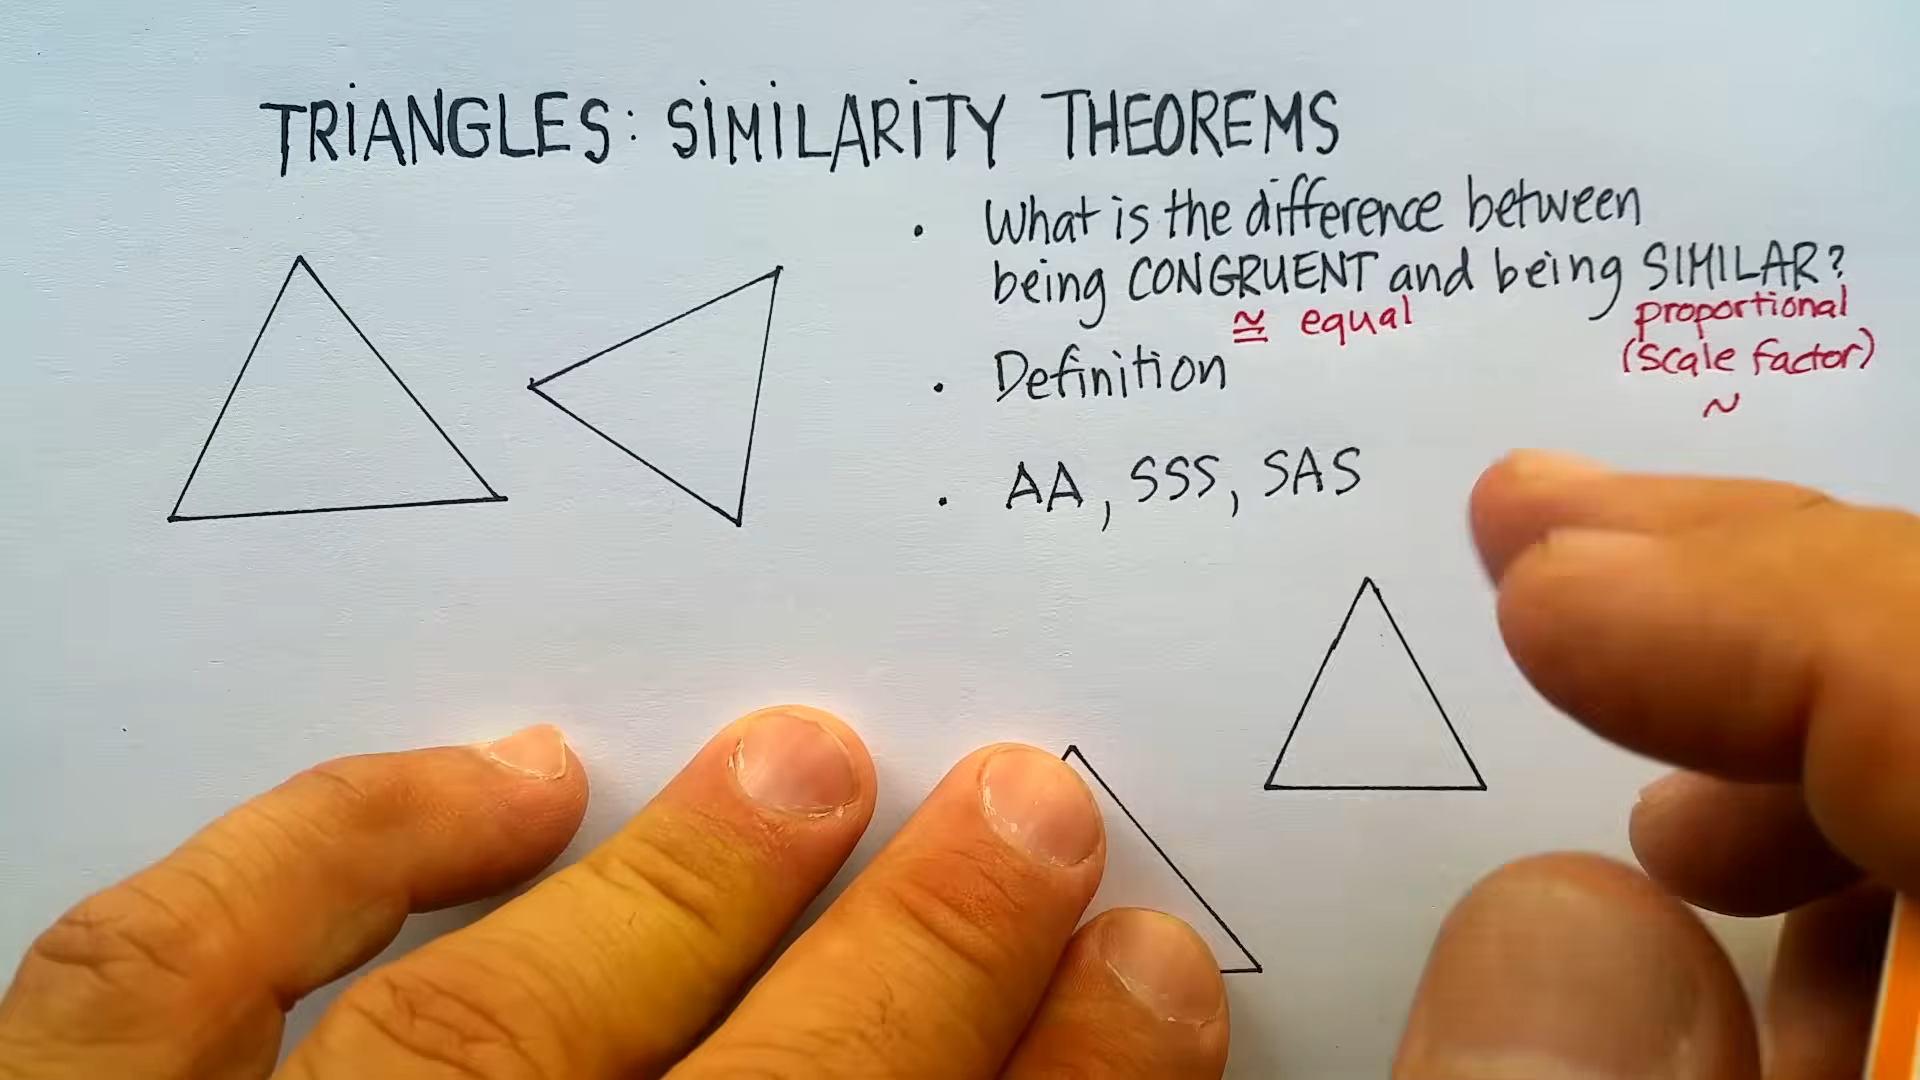 TRIANGLES: SIMILARITY THEOREMS
• What is the difference between
being CONGRUENT and being SIMILAR?
≅ equal
proportional
(scale factor)
~
• Definition
• AA, SSS, SAS